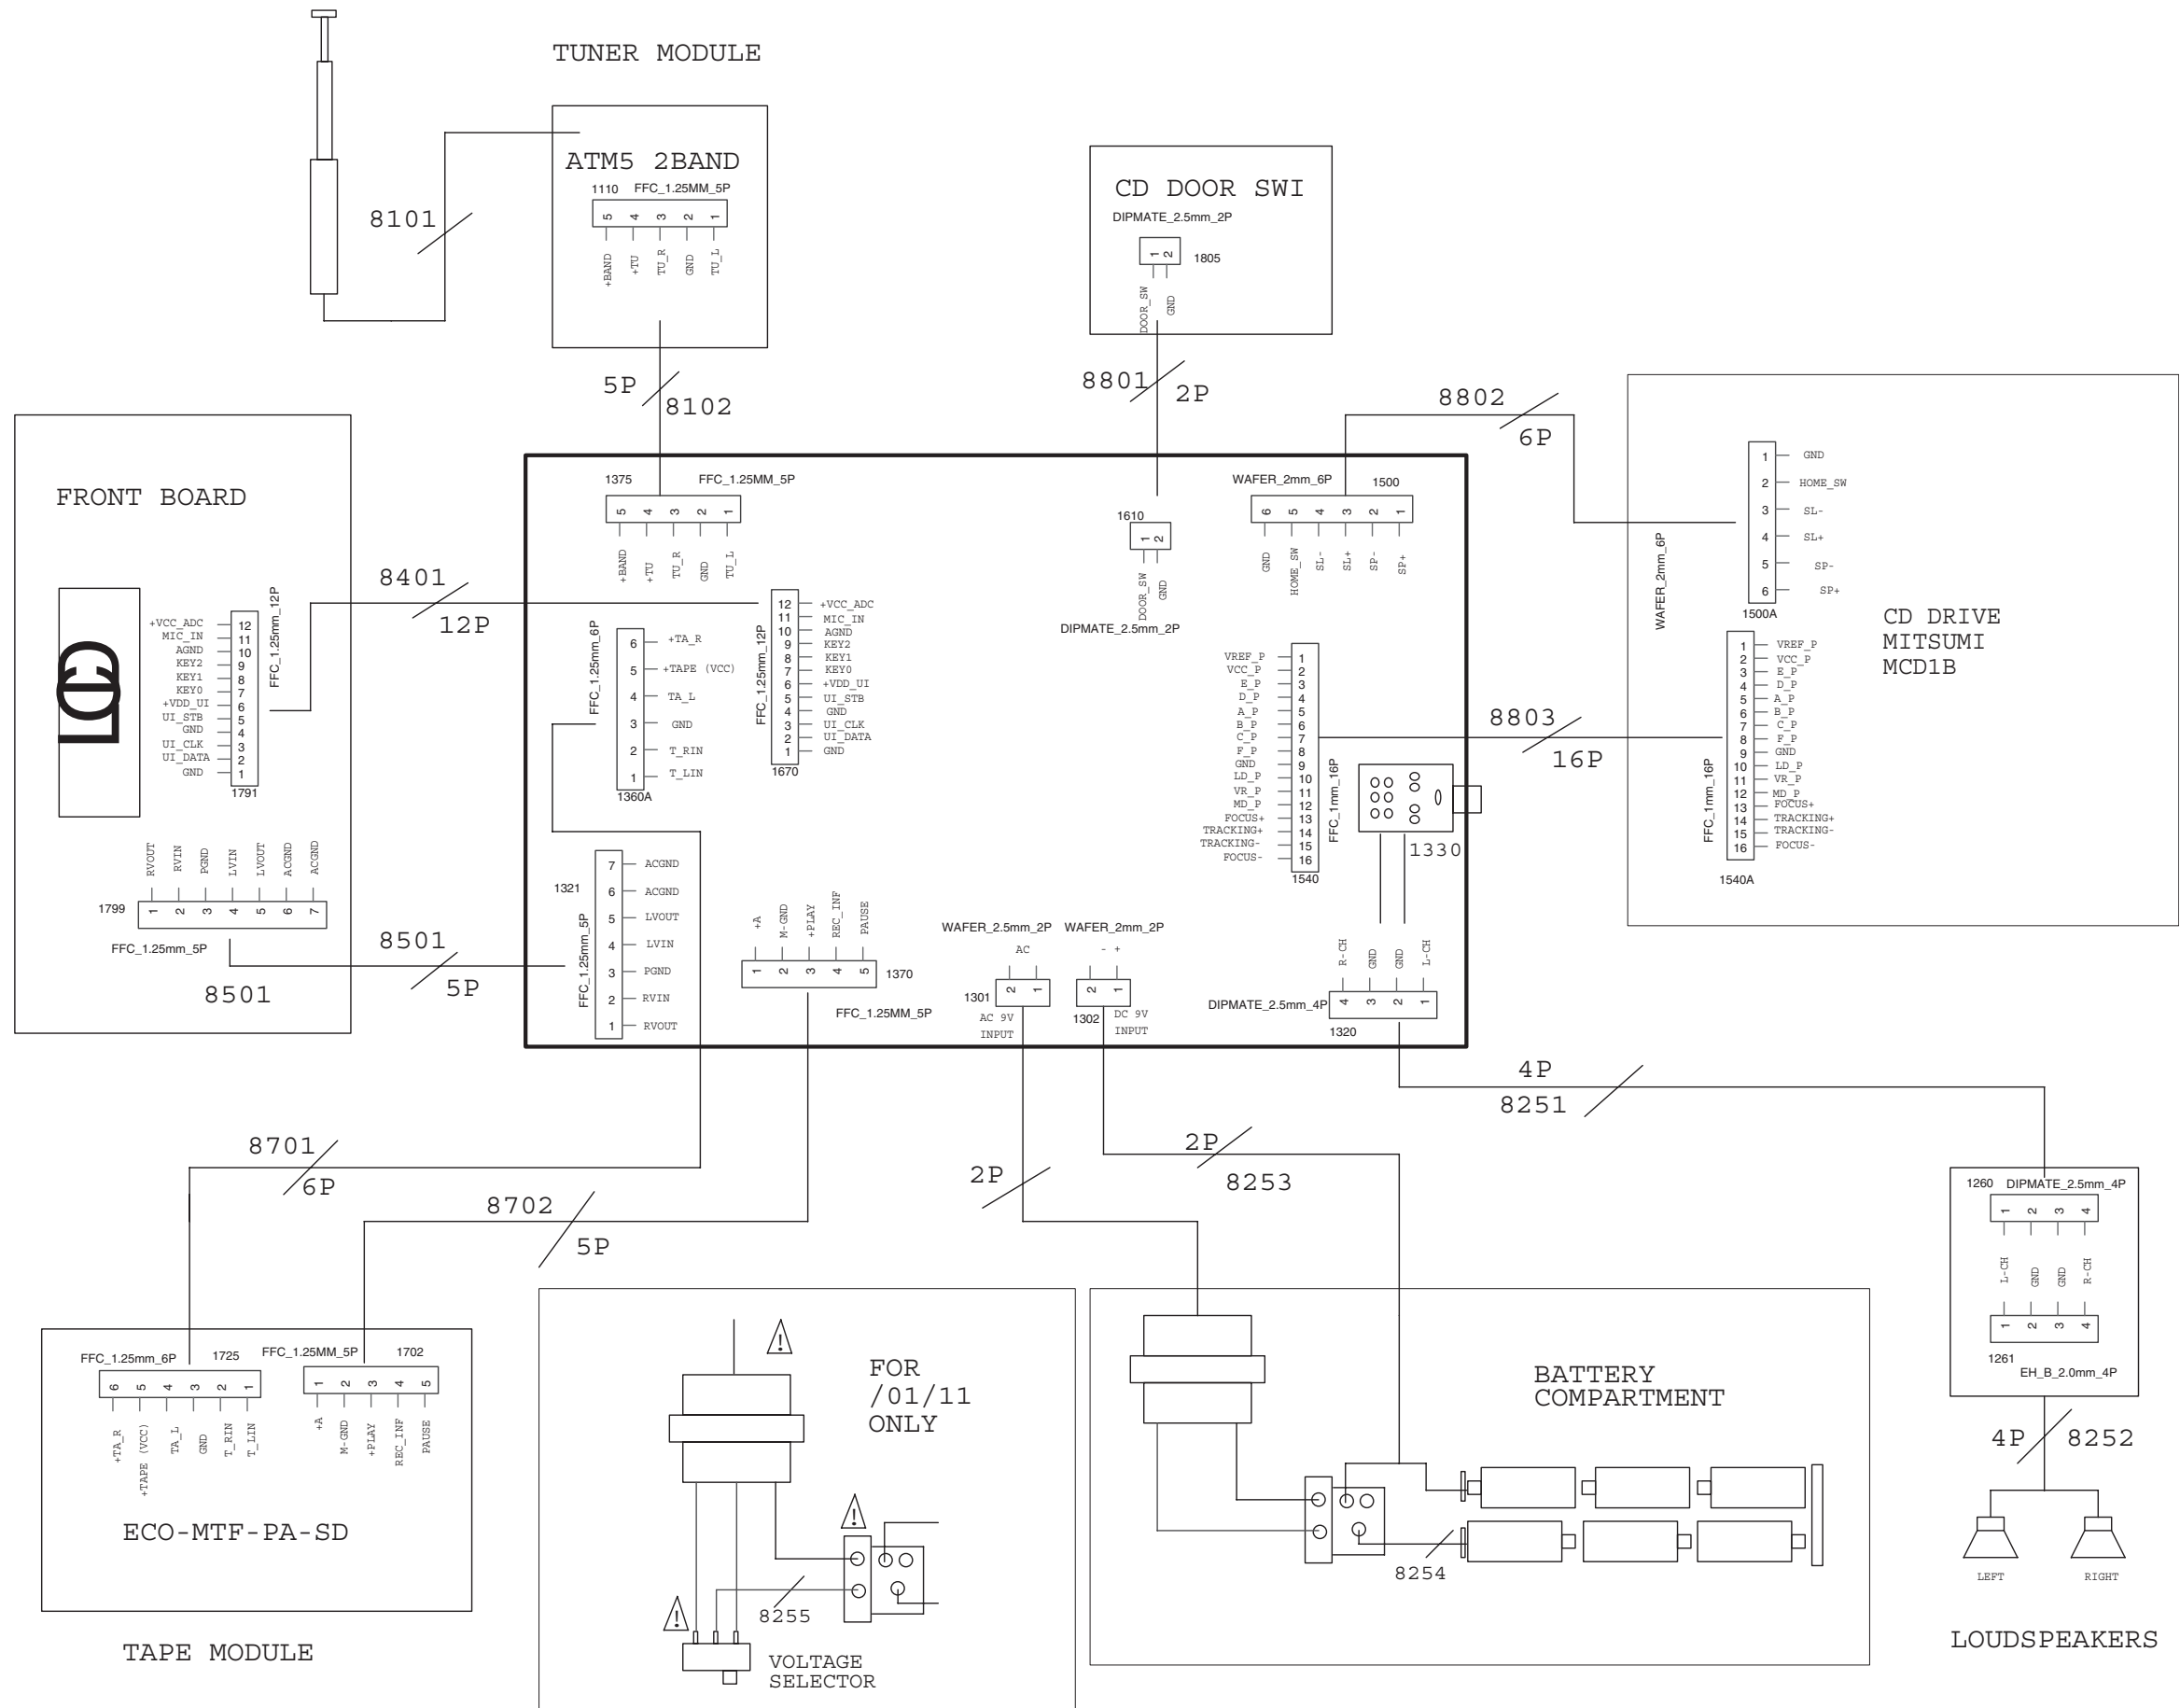 TUNER MODULE
ATM5 2BAND
1110 FFC_1.25MM_5P
5 4 3 2 1
+BAND
+TU
TU_R
GND
TU_L
8101
5P
8102
CD DOOR SWI
DIPMATE_2.5mm_2P
1 2
1805
DOOR_SW
GND
8801
2P
8802
6P
FRONT BOARD
LCD
+VCC_ADC 12
MIC_IN 11
AGND 10
KEY2 9
KEY1 8
KEY0 7
+VDD_UI 6
UI_STB 5
GND 4
UI_CLK 3
UI_DATA 2
GND 1
1791
FFC_1.25mm_12P
RVOUT
RVIN
PGND
LVIN
LVOUT
ACGND
ACGND
1799
1 2 3 4 5 6 7
FFC_1.25mm_5P
8501
8401
12P
8501
5P
1375 FFC_1.25MM_5P
5 4 3 2 1
+BAND
+TU
TU_R
GND
TU_L
FFC_1.25mm_6P
6 +TA_R
5 +TAPE (VCC)
4 TA_L
3 GND
2 T_RIN
1 T_LIN
1360A
FFC_1.25mm_12P
12 +VCC_ADC
11 MIC_IN
10 AGND
9 KEY2
8 KEY1
7 KEY0
6 +VDD_UI
5 UI_STB
4 GND
3 UI_CLK
2 UI_DATA
1 GND
1670
1610
1 2
DOOR_SW
GND
DIPMATE_2.5mm_2P
WAFER_2mm_6P 1500
6 5 4 3 2 1
GND
HOME_SW
SL-
SL+
SP-
SP+
VREF_P 1
VCC_P 2
E_P 3
D_P 4
A_P 5
B_P 6
C_P 7
F_P 8
GND 9
LD_P 10
VR_P 11
MD_P 12
FOCUS+ 13
TRACKING+ 14
TRACKING- 15
FOCUS- 16
1540
FFC_1mm_16P
1330
1321
FFC_1.25mm_5P
7 ACGND
6 ACGND
5 LVOUT
4 LVIN
3 PGND
2 RVIN
1 RVOUT
+A
M-GND
+PLAY
REC_INF
PAUSE
1 2 3 4 5
1370
FFC_1.25MM_5P
WAFER_2.5mm_2P
AC
2 1
1301
AC 9V
INPUT
WAFER_2mm_2P
- +
2 1
1302
DC 9V
INPUT
R-CH
GND
GND
L-CH
DIPMATE_2.5mm_4P
4 3 2 1
1320
8803
16P
WAFER_2mm_6P
1 GND
2 HOME_SW
3 SL-
4 SL+
5 SP-
6 SP+
1500A
CD DRIVE
MITSUMI
MCD1B
FFC_1mm_16P
1 VREF_P
2 VCC_P
3 E_P
4 D_P
5 A_P
6 B_P
7 C_P
8 F_P
9 GND
10 LD_P
11 VR_P
12 MD_P
13 FOCUS+
14 TRACKING+
15 TRACKING-
16 FOCUS-
1540A
8701
6P
8702
5P
2P
2P
8253
4P
8251
FFC_1.25mm_6P 1725
6 5 4 3 2 1
+TA_R
+TAPE (VCC)
TA_L
GND
T_RIN
T_LIN
FFC_1.25MM_5P 1702
1 2 3 4 5
+A
M-GND
+PLAY
REC_INF
PAUSE
ECO-MTF-PA-SD
TAPE MODULE
!
FOR
/01/11
ONLY
!
!
8255
VOLTAGE
SELECTOR
BATTERY
COMPARTMENT
8254
1260 DIPMATE_2.5mm_4P
1 2 3 4
L-CH
GND
GND
R-CH
1 2 3 4
1261
EH_B_2.0mm_4P
4P
8252
LEFT
RIGHT
LOUDSPEAKERS